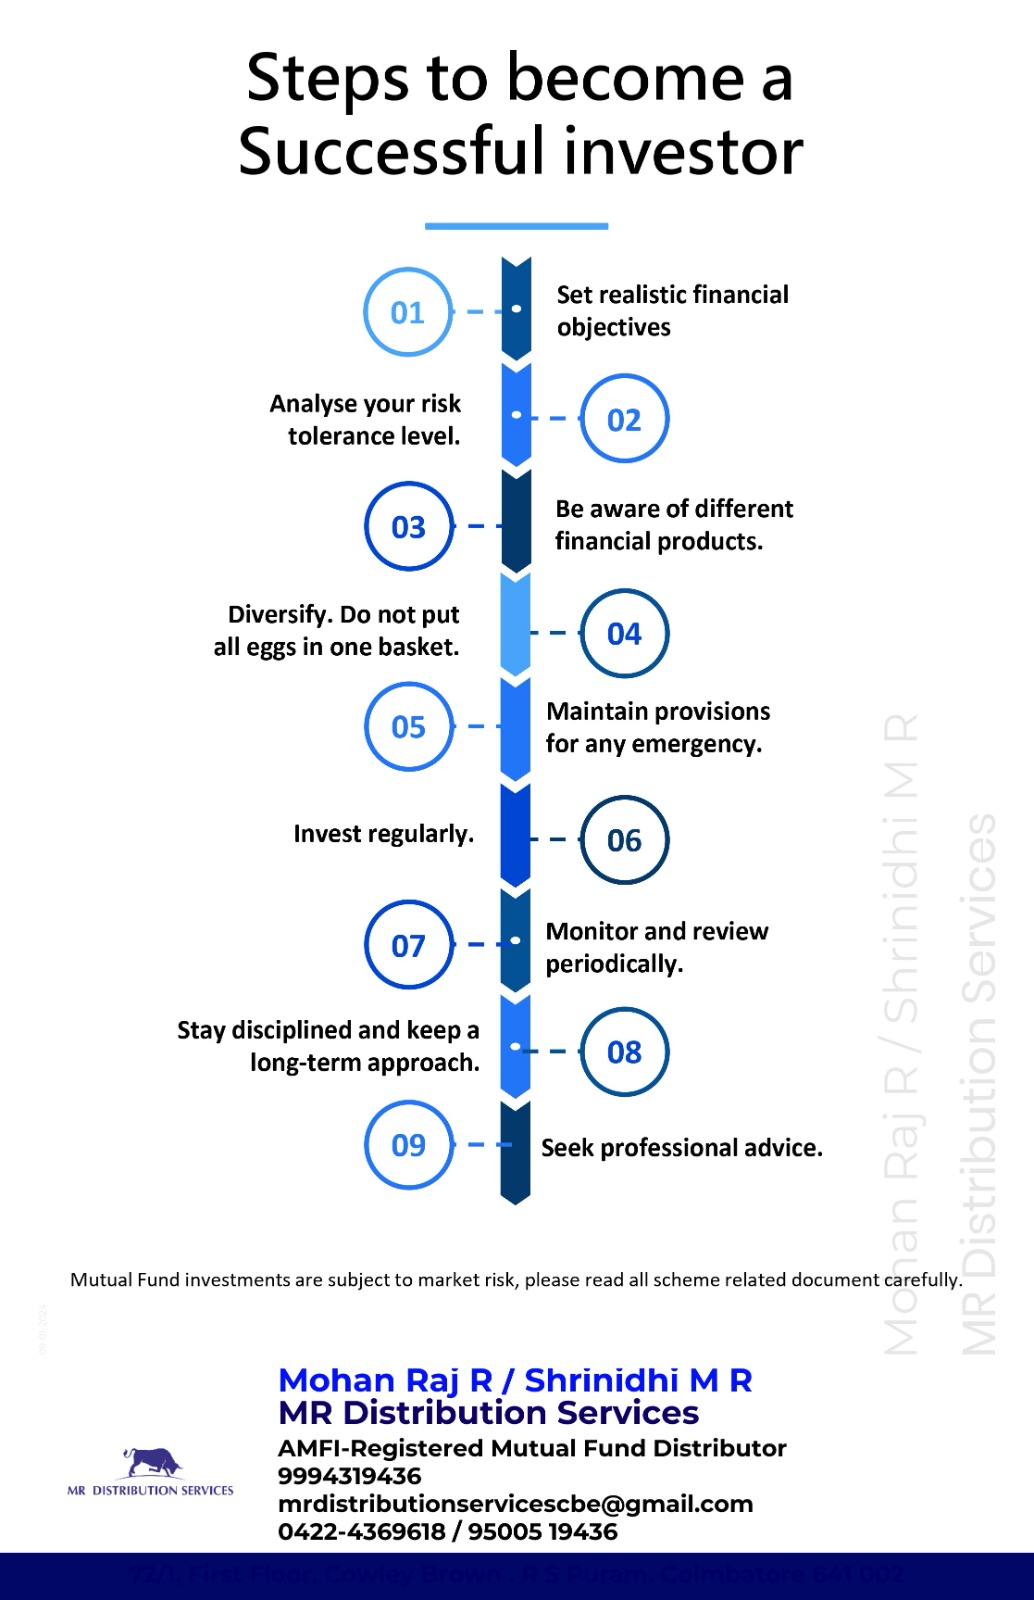 Steps to become a
Successful investor
01
Set realistic financial
objectives
Analyse your risk
tolerance level.
02
03
Be aware of different
financial products.
Diversify. Do not put
all eggs in one basket.
04
05
Maintain provisions
for any emergency.
Invest regularly.
06
07
Monitor and review
periodically.
Stay disciplined and keep a
long-term approach.
08
09
Seek professional advice.
Mohan Raj R / Shrinidhi M R
MR Distribution Services
Mutual Fund investments are subject to market risk, please read all scheme related document carefully.
09-01-2024
Mohan Raj R / Shrinidhi M R
MR Distribution Services
AMFI-Registered Mutual Fund Distributor
9994319436
mrdistributionservicescbe@gmail.com
0422-4369618 / 95005 19436
MR DISTRIBUTION SERVICES
72/1, First Floor, Cowley Brown , R S Puram, Coimbatore 641 002